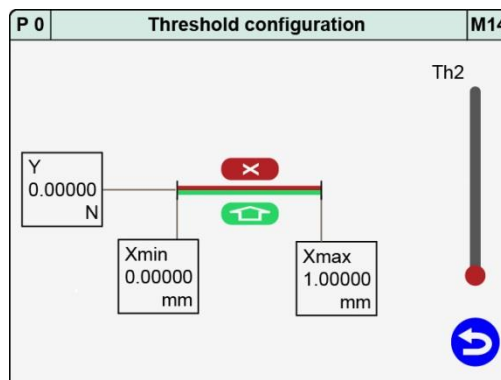 P 0
Threshold configuration
M14
Th2
Y
0.00000
N
Xmin
0.00000
mm
Xmax
1.00000
mm